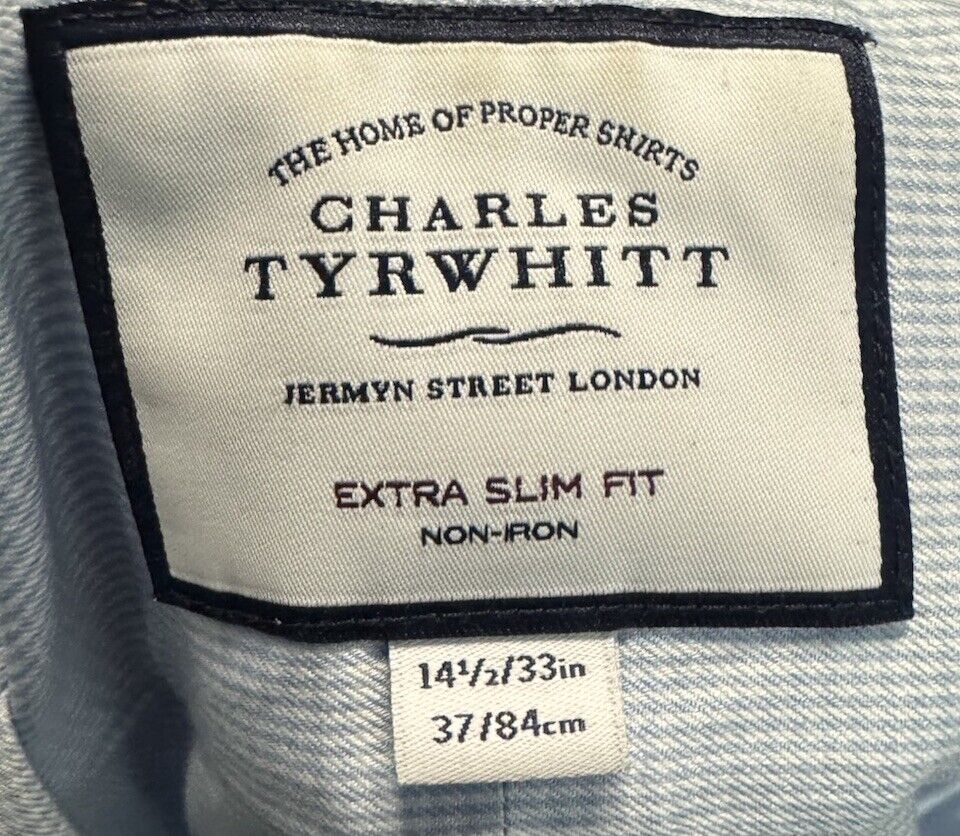 THE HOME OF PROPER SHIRTS
CHARLES
TYRWHITT
JERMYN STREET LONDON
EXTRA SLIM FIT
NON-IRON
14½/33in
37/84cm